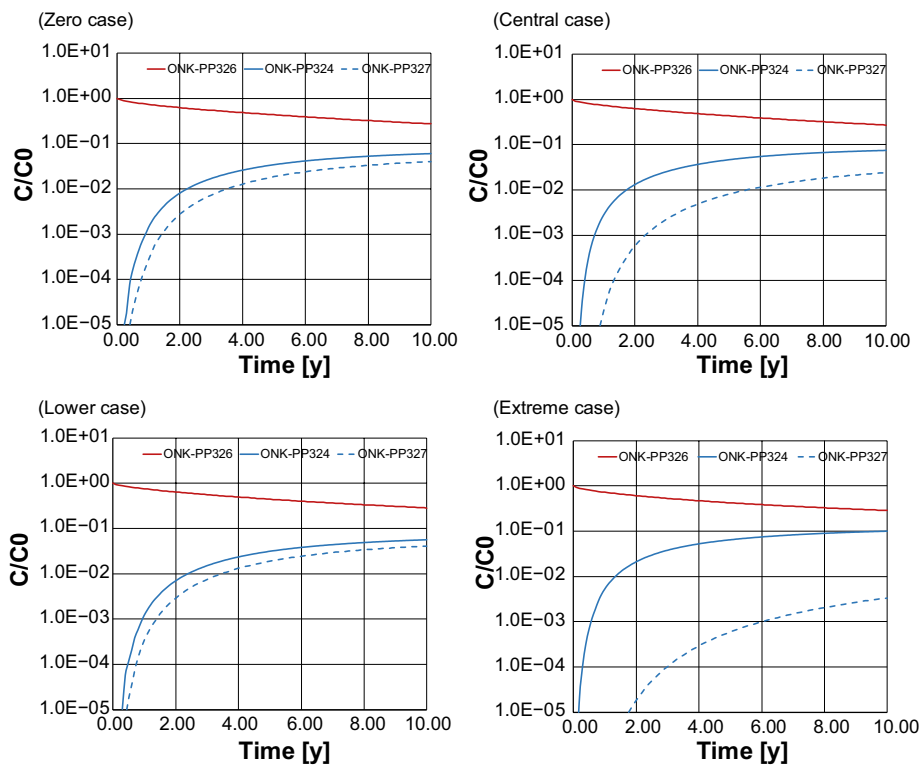 (Zero case)
1.0E+01
ONK-PP326 ONK-PP324 ONK-PP327
1.0E+00
1.0E−01
1.0E−02
1.0E−03
1.0E−04
1.0E−05
C/C0
0.00 2.00 4.00 6.00 8.00 10.00
Time [y]
(Central case)
1.0E+01
ONK-PP326 ONK-PP324 ONK-PP327
1.0E+00
1.0E−01
1.0E−02
1.0E−03
1.0E−04
1.0E−05
C/C0
0.00 2.00 4.00 6.00 8.00 10.00
Time [y]
(Lower case)
1.0E+01
ONK-PP326 ONK-PP324 ONK-PP327
1.0E+00
1.0E−01
1.0E−02
1.0E−03
1.0E−04
1.0E−05
C/C0
0.00 2.00 4.00 6.00 8.00 10.00
Time [y]
(Extreme case)
1.0E+01
ONK-PP326 ONK-PP324 ONK-PP327
1.0E+00
1.0E−01
1.0E−02
1.0E−03
1.0E−04
1.0E−05
C/C0
0.00 2.00 4.00 6.00 8.00 10.00
Time [y]